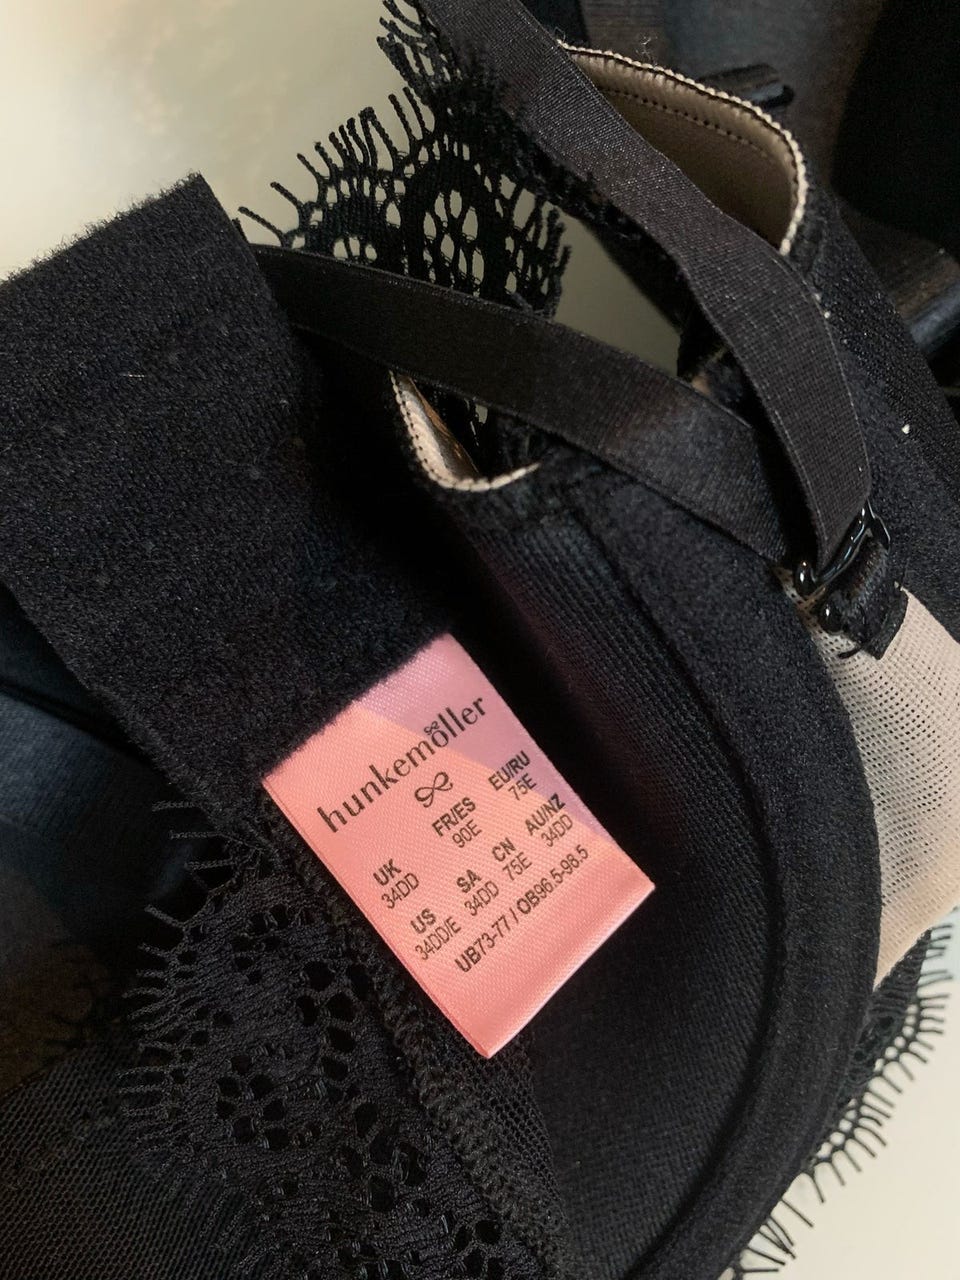 hunkemöller
UK FR/ES EU/RU
34DD 90E 75E
US SA CN AU/NZ
34DD/E 34DD 75E 34DD
UB73-77 / OB96.5-98.5